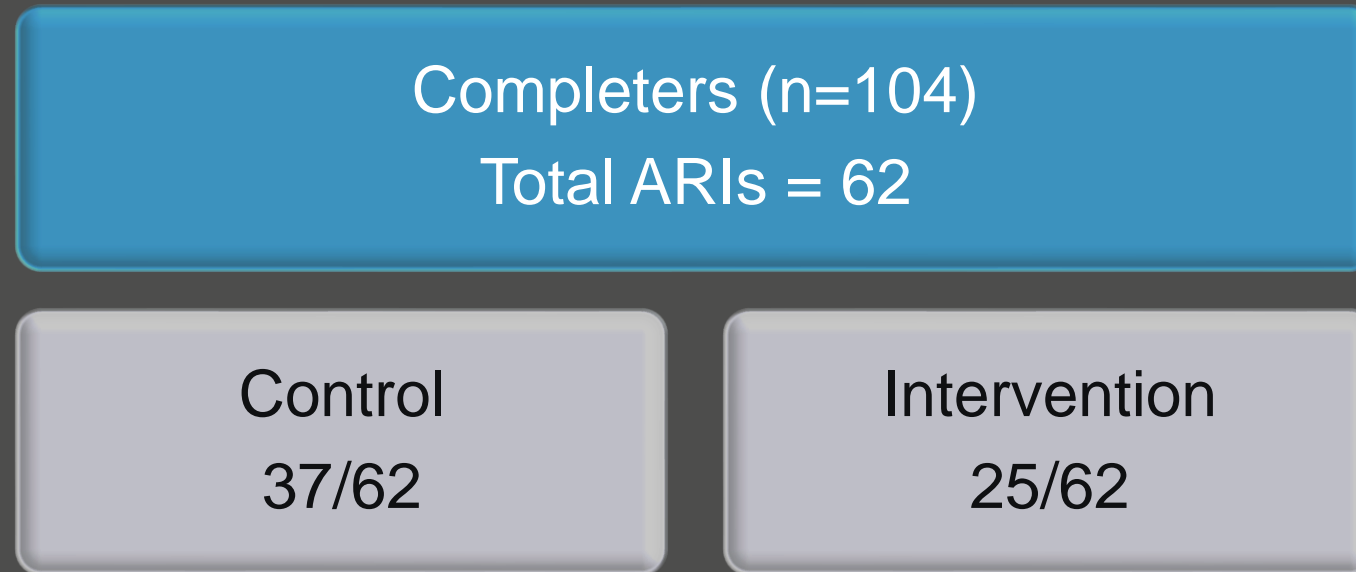 Completers (n=104)
Total ARIs = 62
Control
37/62
Intervention
25/62